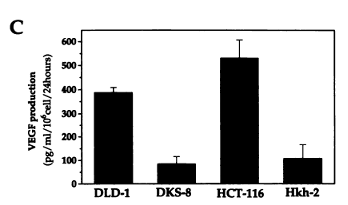 C
VEGF production
(pg/ml/10⁶cell/24hours)
600
500
400
300
200
100
0
DLD-1 DKS-8 HCT-116 Hkh-2